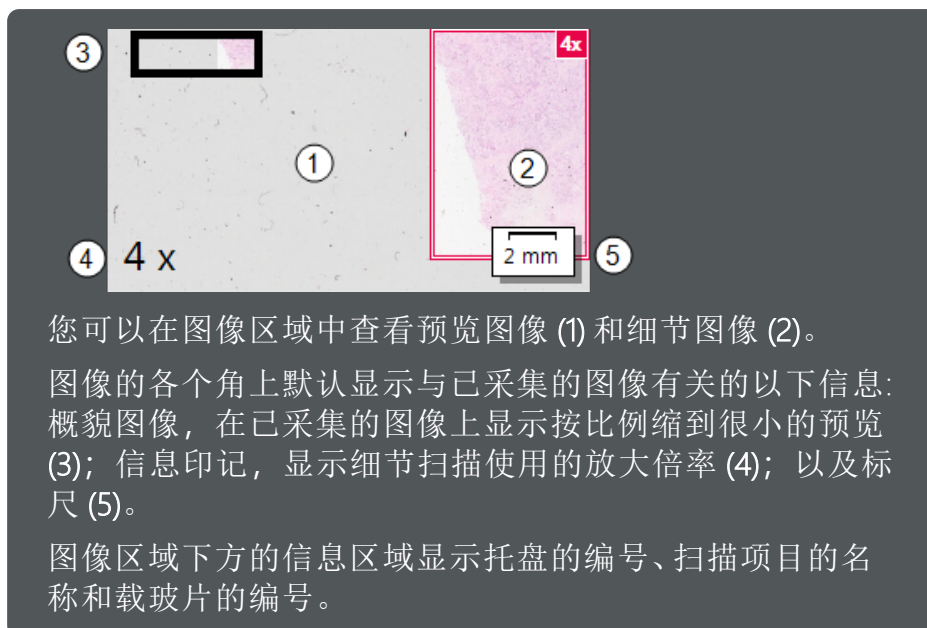 ③
4x
①
②
④
4 x
2 mm
⑤
您可以在图像区域中查看预览图像 (1) 和细节图像 (2)。
图像的各个角上默认显示与已采集的图像有关的以下信息:
概貌图像，在已采集的图像上显示按比例缩到很小的预览
(3)；信息印记，显示细节扫描使用的放大倍率 (4)；以及标
尺 (5)。
图像区域下方的信息区域显示托盘的编号、扫描项目的名
称和载玻片的编号。